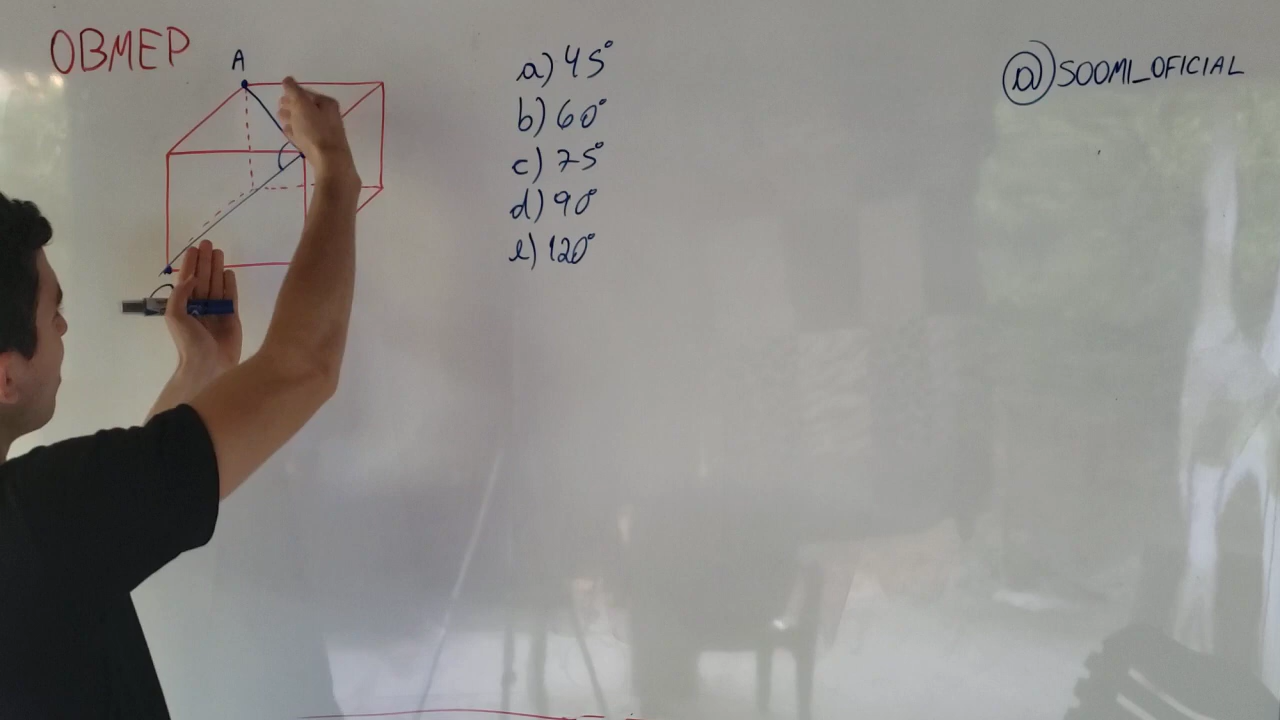 OBMEP
A
a) 45°
b) 60°
c) 75°
d) 90°
e) 120°
@SOOMI_OFICIAL